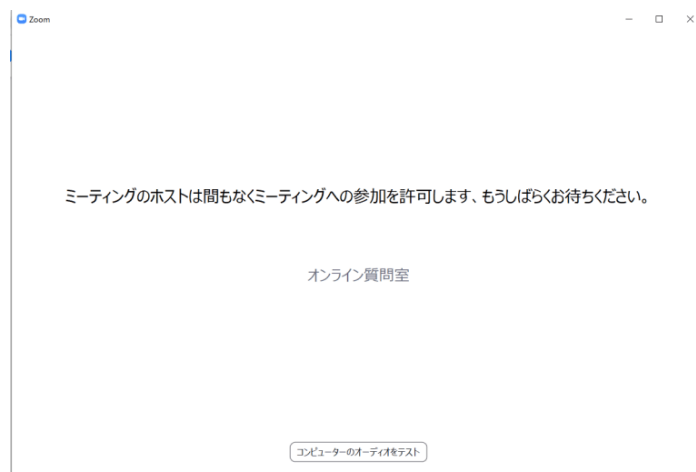 Zoom
ミーティングのホストは間もなくミーティングへの参加を許可します、もうしばらくお待ちください。
オンライン質問室
コンピューターのオーディオをテスト